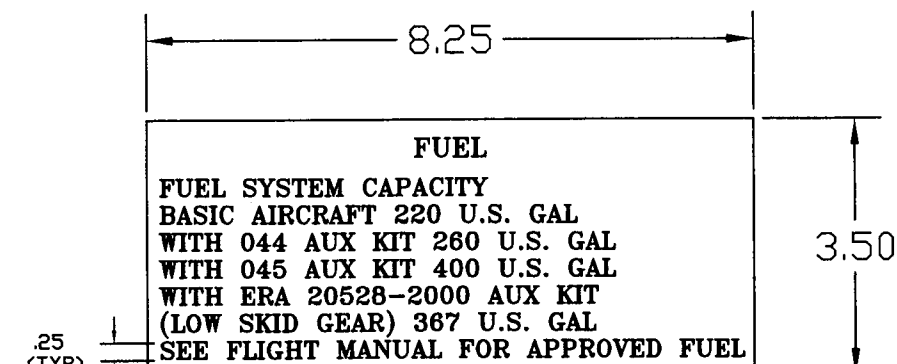 8.25
FUEL
FUEL SYSTEM CAPACITY
BASIC AIRCRAFT 220 U.S. GAL
WITH 044 AUX KIT 260 U.S. GAL
WITH 045 AUX KIT 400 U.S. GAL
WITH ERA 20528-2000 AUX KIT
(LOW SKID GEAR) 367 U.S. GAL
SEE FLIGHT MANUAL FOR APPROVED FUEL
3.50
.25
(TYP)